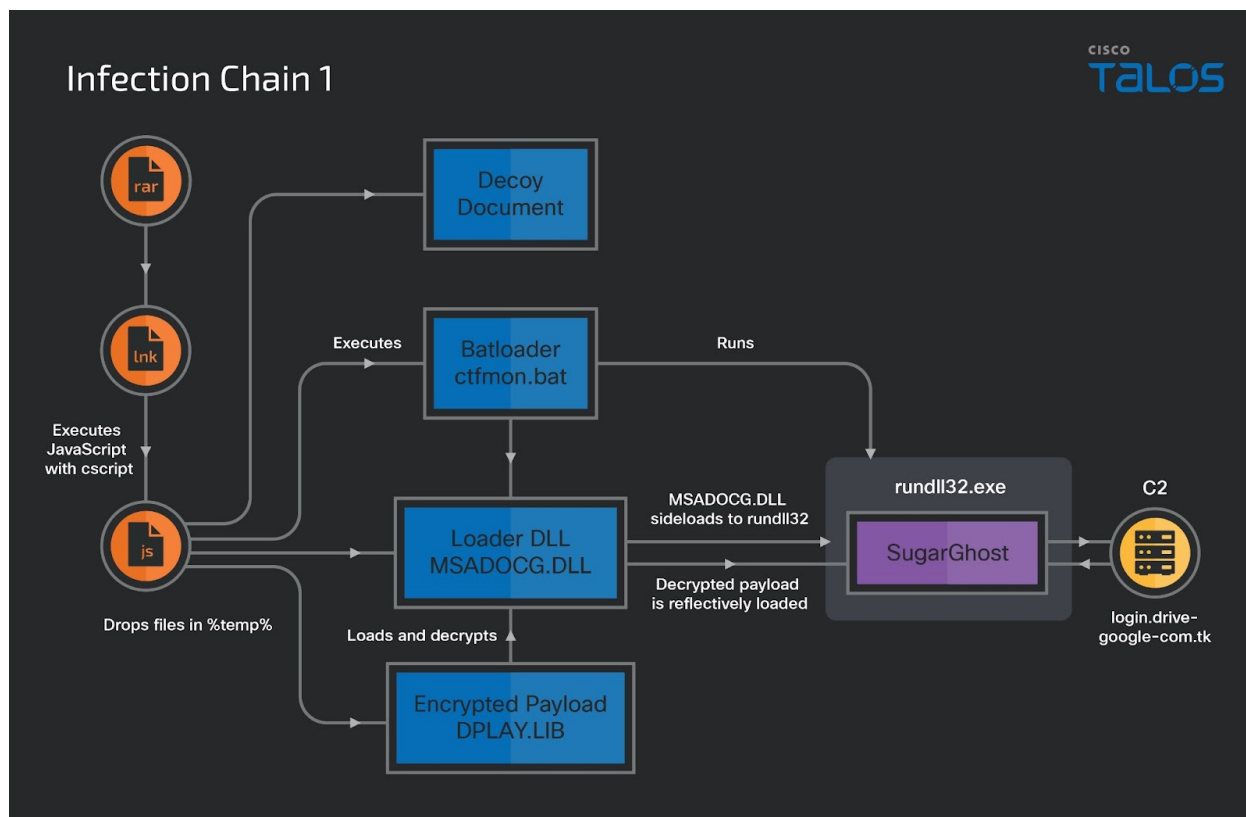 Infection Chain 1
CISCO
TALOS
rar
Decoy
Document
lnk
Executes
Batloader
ctfmon.bat
Runs
Executes
JavaScript
with cscript
js
Drops files in %temp%
Loader DLL
MSADOCG.DLL
MSADOCG.DLL
sideloads to rundll32
Decrypted payload
is reflectively loaded
rundll32.exe
SugarGhost
C2
login.drive-
google-com.tk
Loads and decrypts
Encrypted Payload
DPLAY.LIB